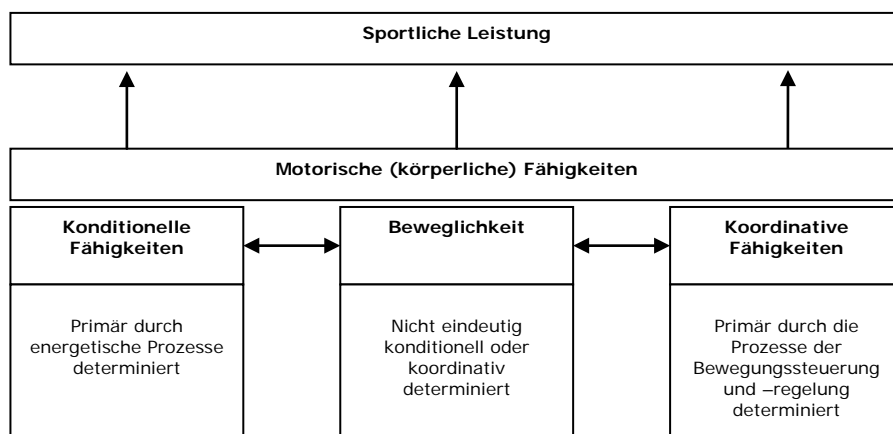 Sportliche Leistung
Motorische (körperliche) Fähigkeiten
Konditionelle
Fähigkeiten
Beweglichkeit
Koordinative
Fähigkeiten
Primär durch
energetische Prozesse
determiniert
Nicht eindeutig
konditionell oder
koordinativ
determiniert
Primär durch die
Prozesse der
Bewegungssteuerung
und –regelung
determiniert